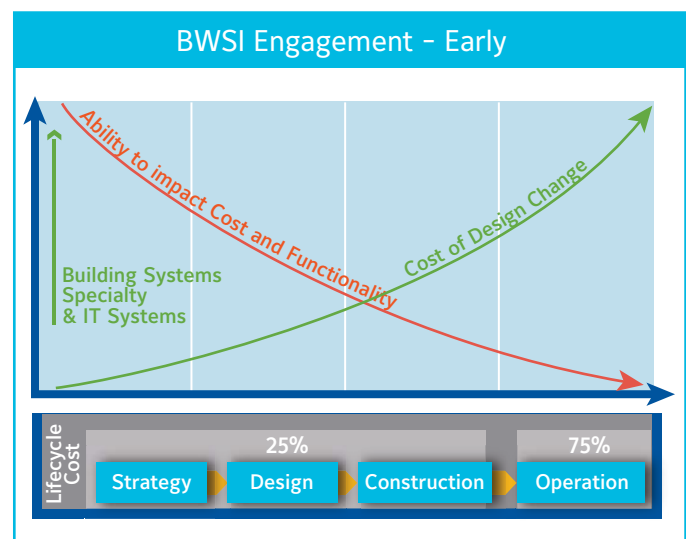 BWSI Engagement - Early
Ability to impact Cost and Functionality
Cost of Design Change
Building Systems
Specialty
& IT Systems
Lifecycle
Cost
25%
75%
Strategy
Design
Construction
Operation